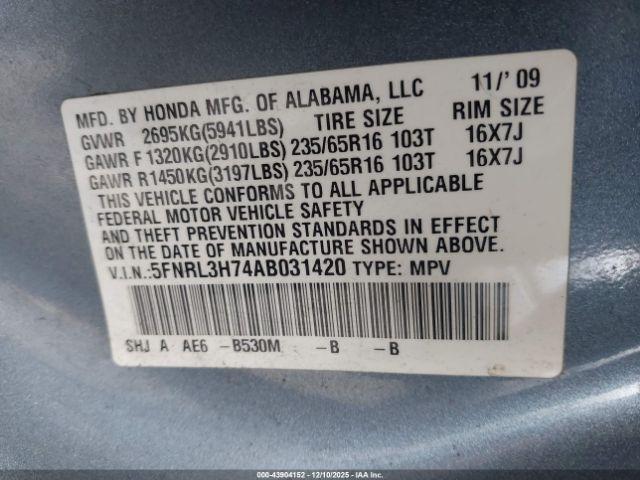 MFD. BY HONDA MFG. OF ALABAMA, LLC 11/'09
GVWR 2695KG(5941LBS) TIRE SIZE RIM SIZE
GAWR F 1320KG(2910LBS) 235/65R16 103T 16X7J
GAWR R1450KG(3197LBS) 235/65R16 103T 16X7J
THIS VEHICLE CONFORMS TO ALL APPLICABLE
FEDERAL MOTOR VEHICLE SAFETY
AND THEFT PREVENTION STANDARDS IN EFFECT
ON THE DATE OF MANUFACTURE SHOWN ABOVE.
V.I.N.:5FNRL3H74AB031420 TYPE: MPV
SHJ A AE6 -B530M -B -B
000-43904152 - 12/10/2025 - IAAI.COM